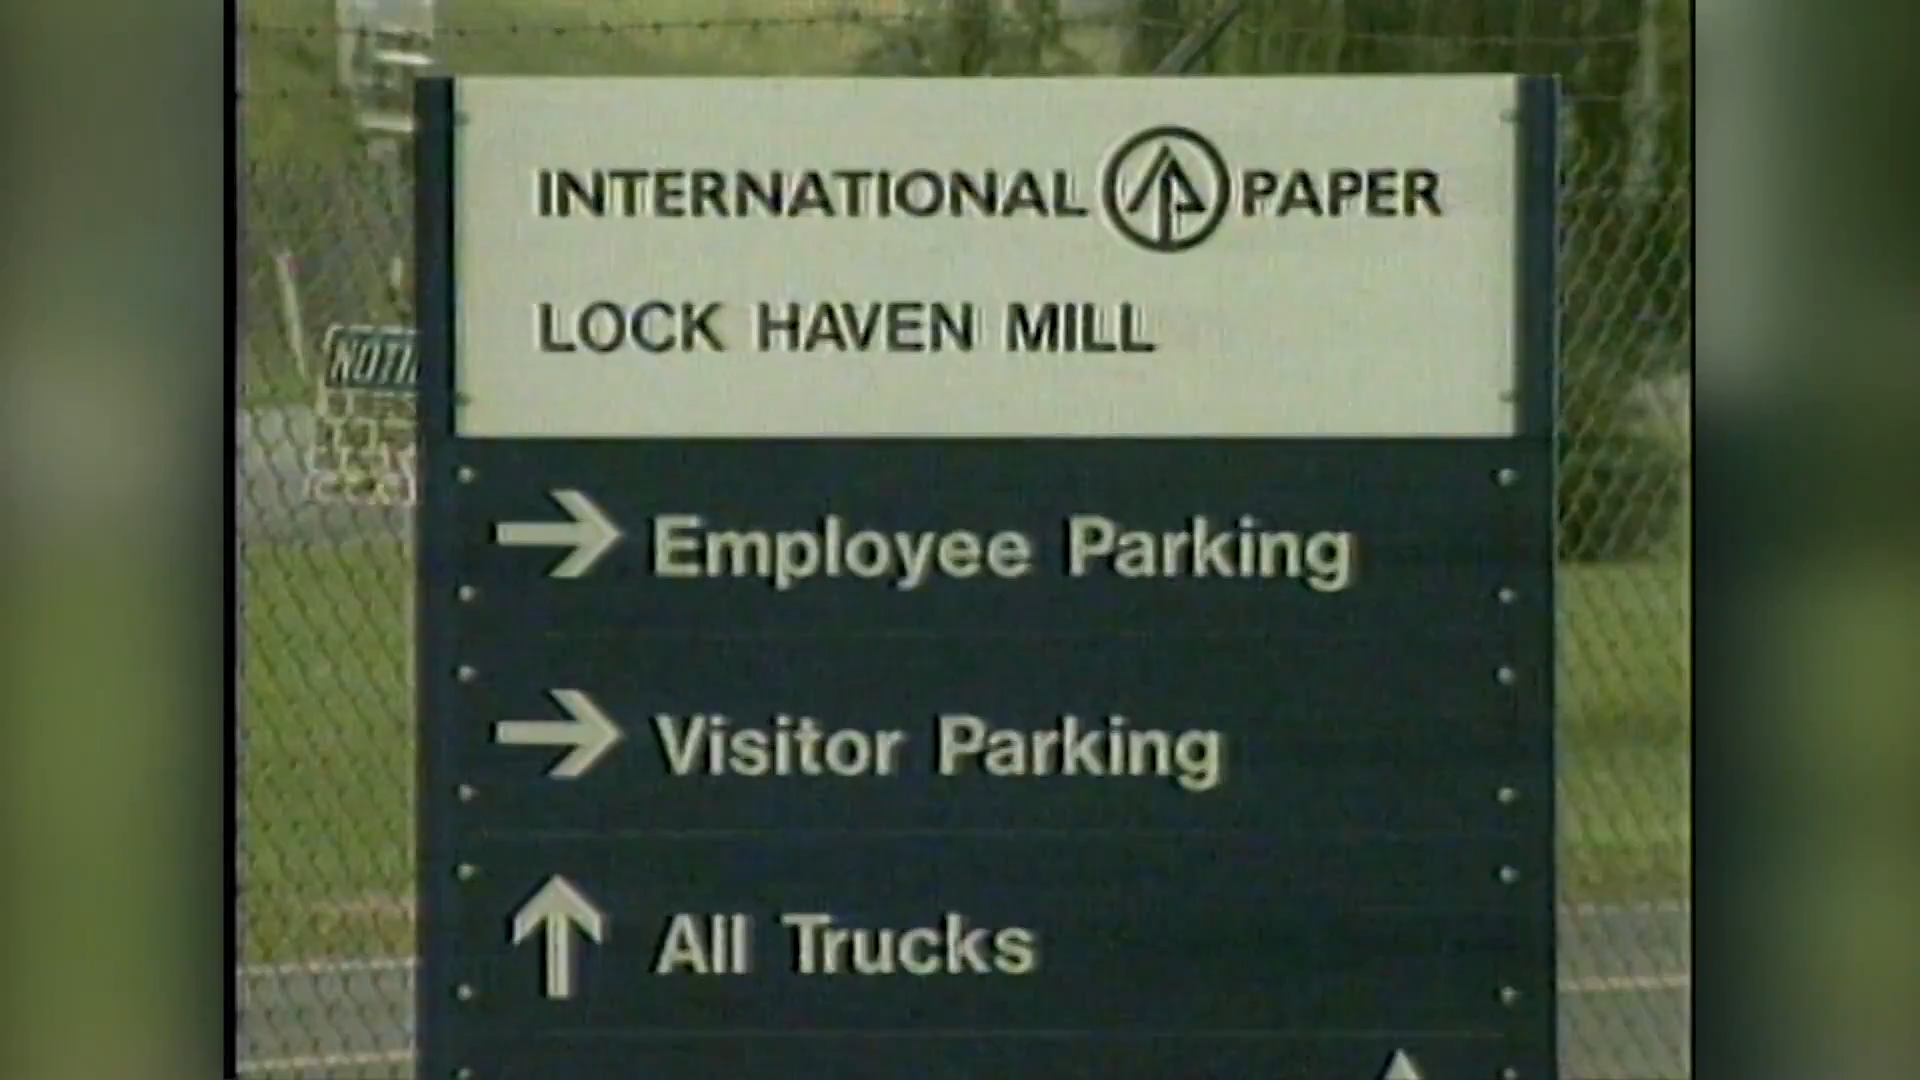 INTERNATIONAL PAPER
LOCK HAVEN MILL
→ Employee Parking
→ Visitor Parking
↑ All Trucks